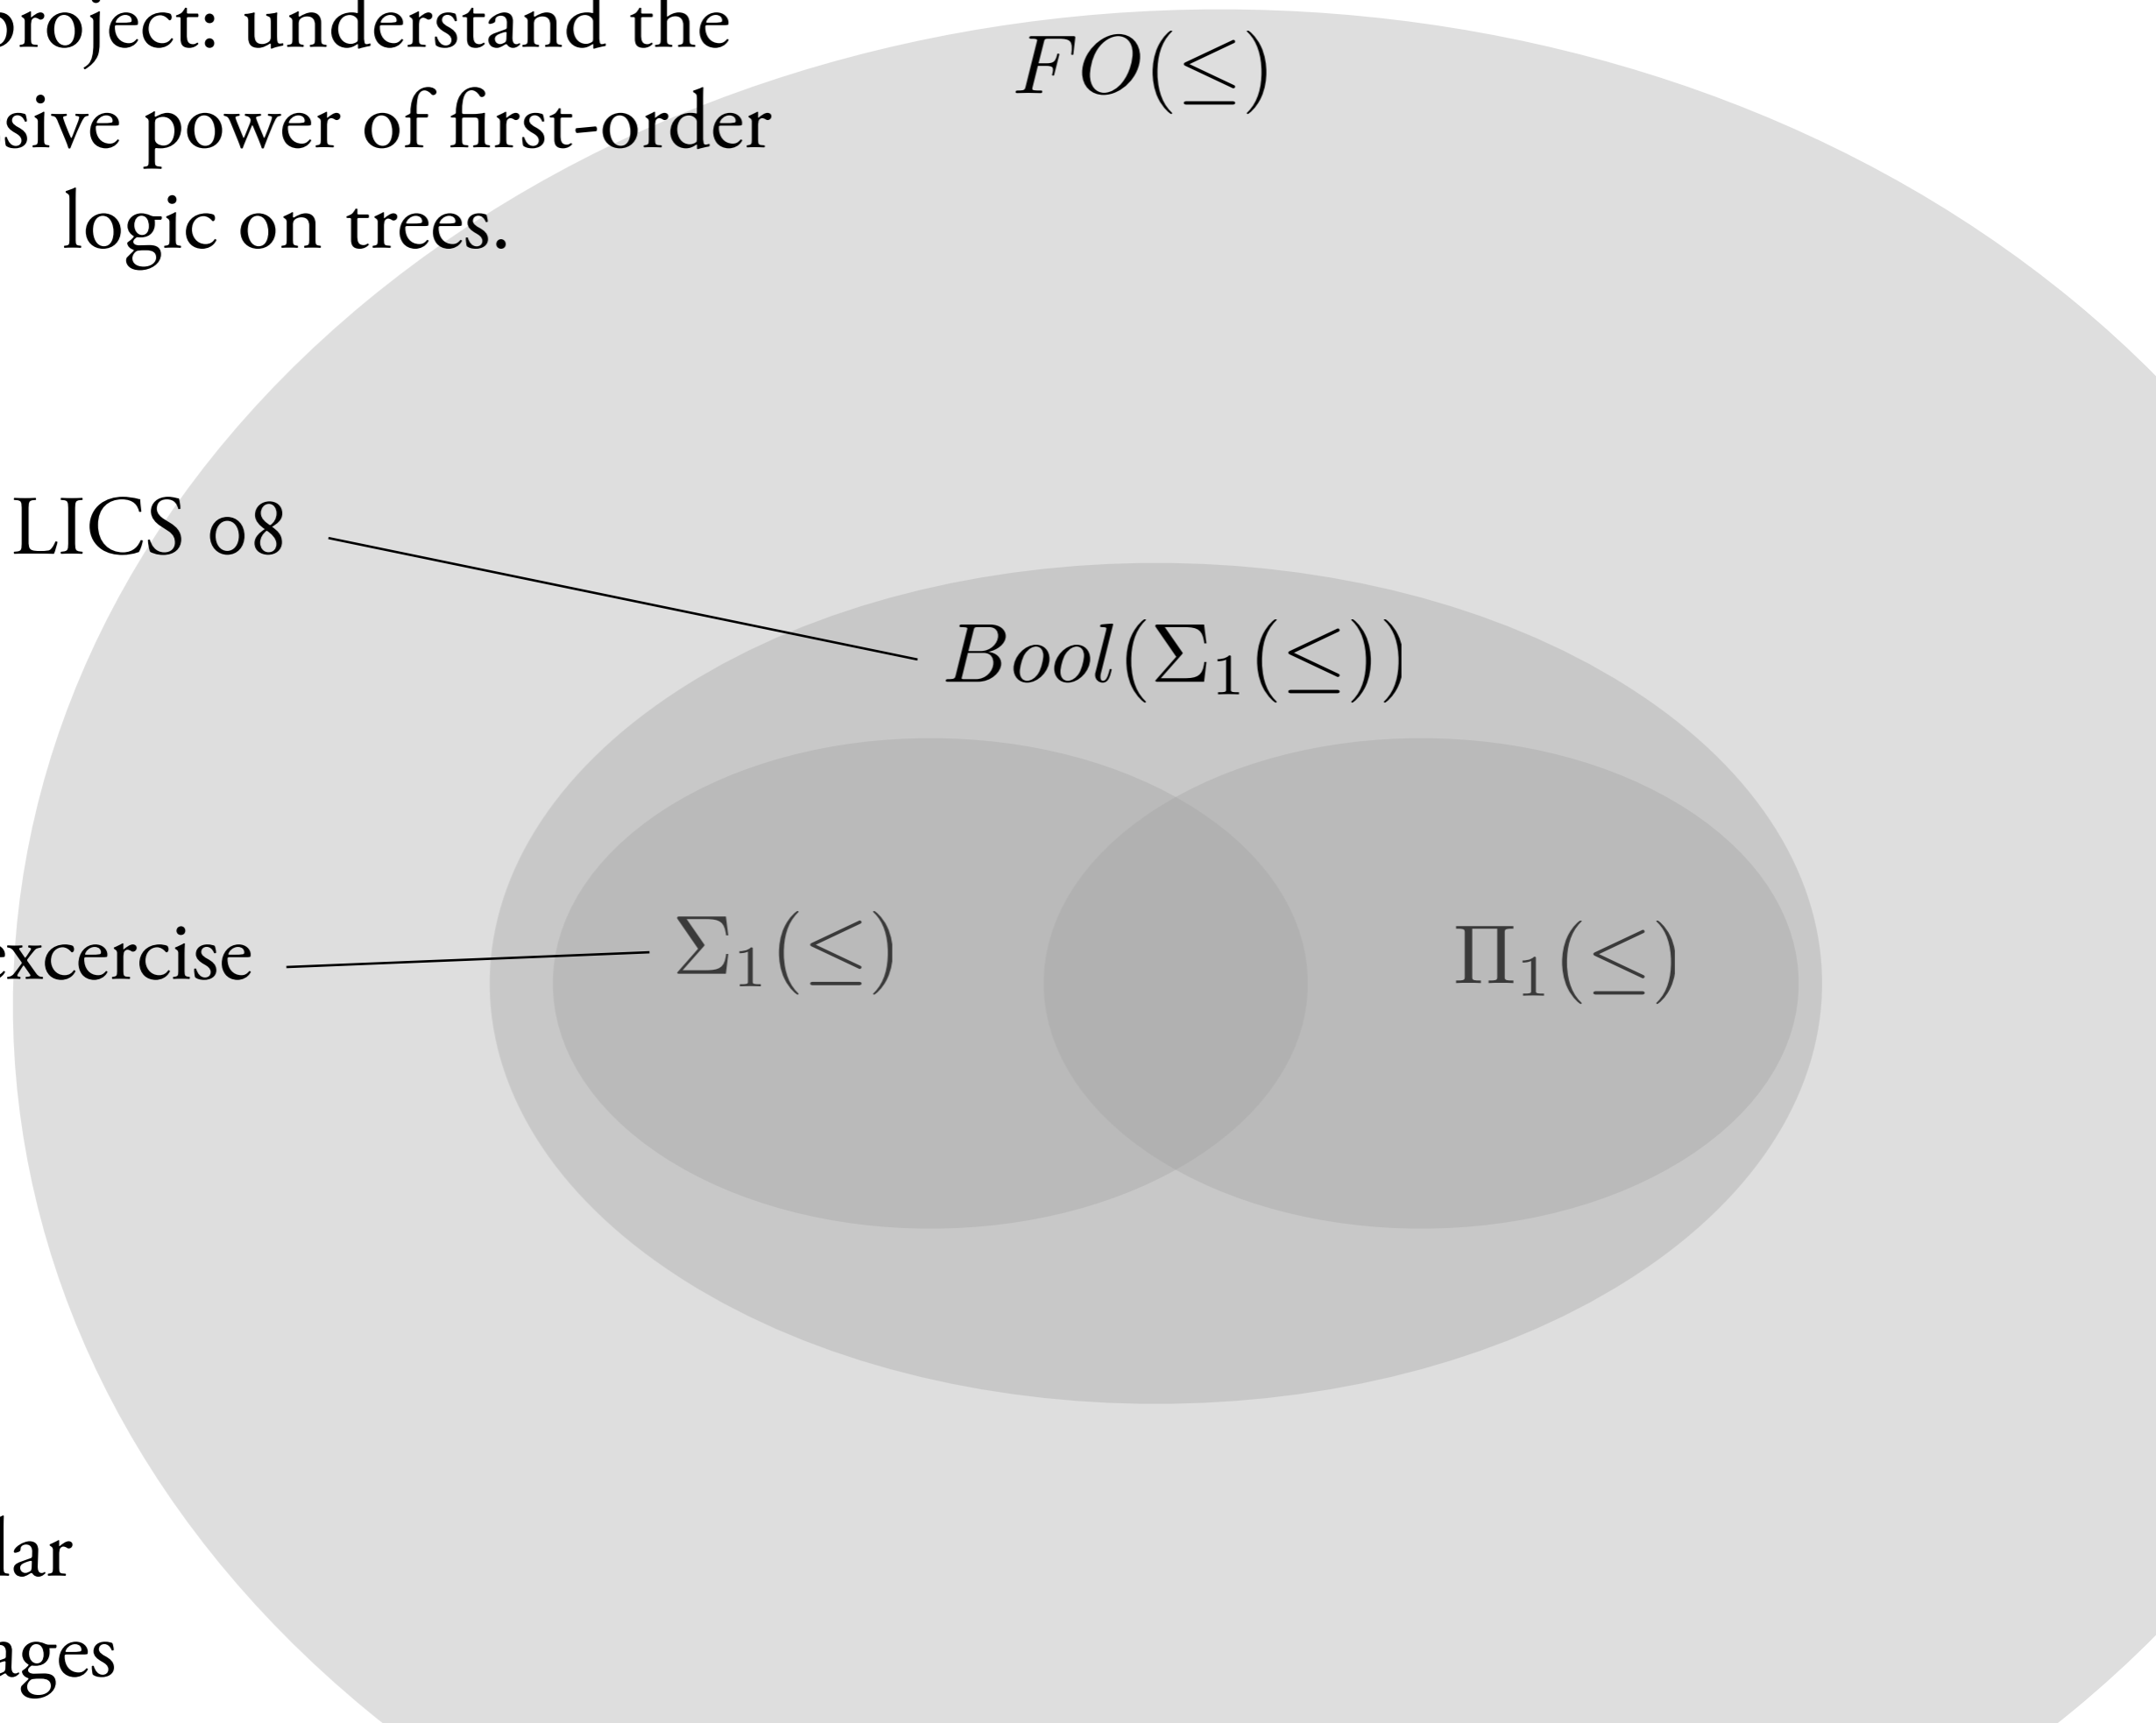 project: understand the
FO(≤)
sive power of first-order
logic on trees.
LICS 08
Bool(Σ₁(≤))
excercise
Σ₁(≤)
Π₁(≤)
lar
ages